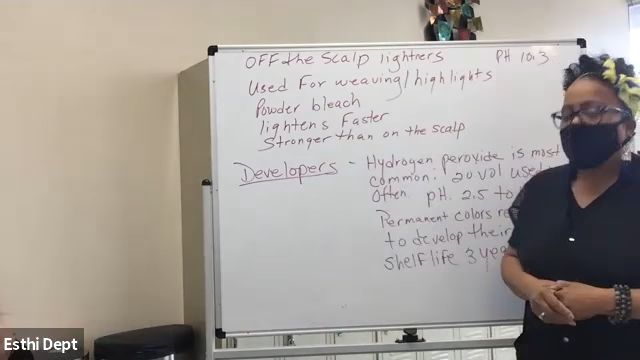 OFF the Scalp lightners PH 10.3
Used For weaving/highlights
Powder bleach
lightens Faster
Stronger than on the scalp
Developers - Hydrogen peroxide is most
common: 20 vol used
Often. pH. 2.5 to
Permanent colors
to develop their
Shelf life 3
Esthi Dept